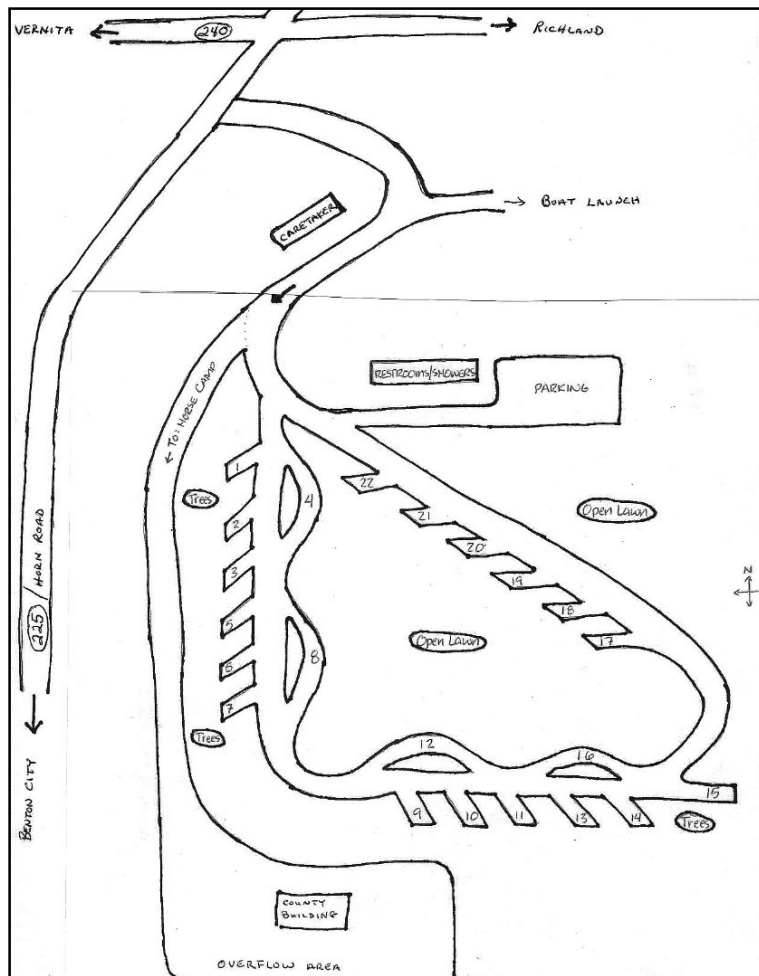 VERNITA
240
RICHLAND
BOAT LAUNCH
CARETAKER
RESTROOMS/SHOWERS
PARKING
← TO: HORSE CAMP
1
Trees
4
22
2
21
Open Lawn
20
3
19
N
225 / HORN ROAD
18
5
17
Open Lawn
8
6
7
Trees
12
16
15
9
10
11
13
14
Trees
BENTON CITY
COUNTY
BUILDING
OVERFLOW AREA